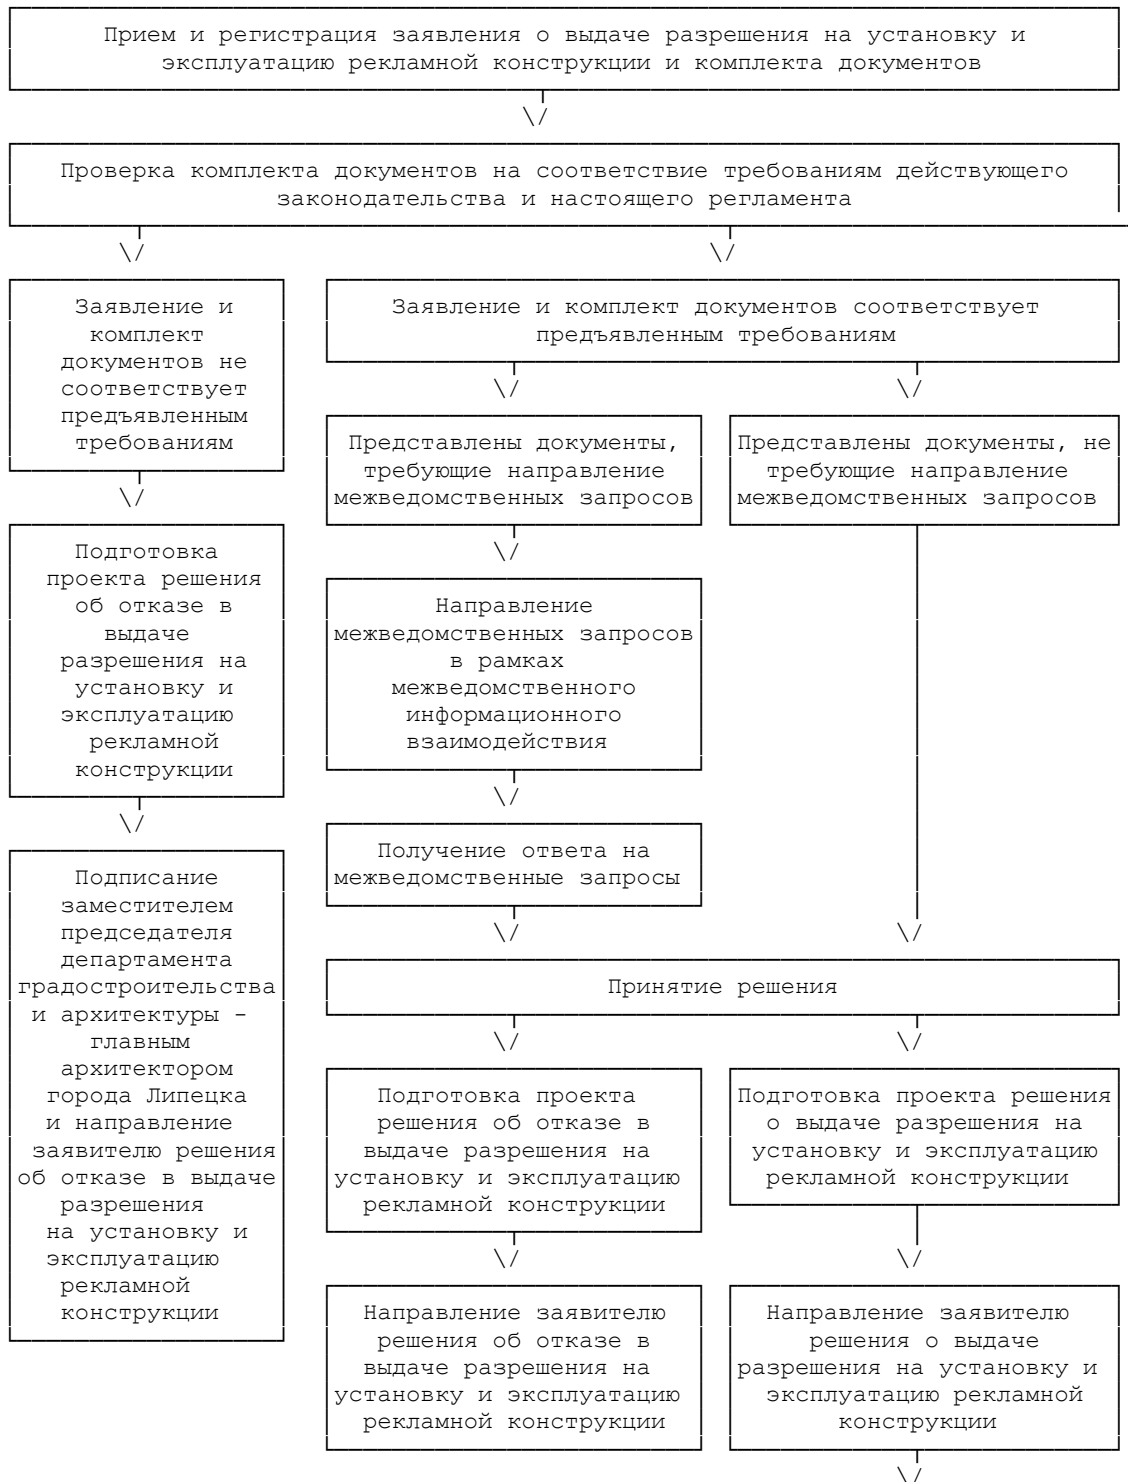 Прием и регистрация заявления о выдаче разрешения на установку и
эксплуатацию рекламной конструкции и комплекта документов
Проверка комплекта документов на соответствие требованиям действующего
законодательства и настоящего регламента
Заявление и
комплект
документов не
соответствует
предъявленным
требованиям
Заявление и комплект документов соответствует
предъявленным требованиям
Представлены документы,
требующие направление
межведомственных запросов
Представлены документы, не
требующие направление
межведомственных запросов
Подготовка
проекта решения
об отказе в
выдаче
разрешения на
установку и
эксплуатацию
рекламной
конструкции
Направление
межведомственных запросов
в рамках
межведомственного
информационного
взаимодействия
Получение ответа на
межведомственные запросы
Подписание
заместителем
председателя
департамента
градостроительства
и архитектуры -
главным
архитектором
города Липецка
и направление
заявителю решения
об отказе в выдаче
разрешения
на установку и
эксплуатацию
рекламной
конструкции
Принятие решения
Подготовка проекта
решения об отказе в
выдаче разрешения на
установку и эксплуатацию
рекламной конструкции
Подготовка проекта решения
о выдаче разрешения на
установку и эксплуатацию
рекламной конструкции
Направление заявителю
решения об отказе в
выдаче разрешения на
установку и эксплуатацию
рекламной конструкции
Направление заявителю
решения о выдаче
разрешения на установку и
эксплуатацию рекламной
конструкции